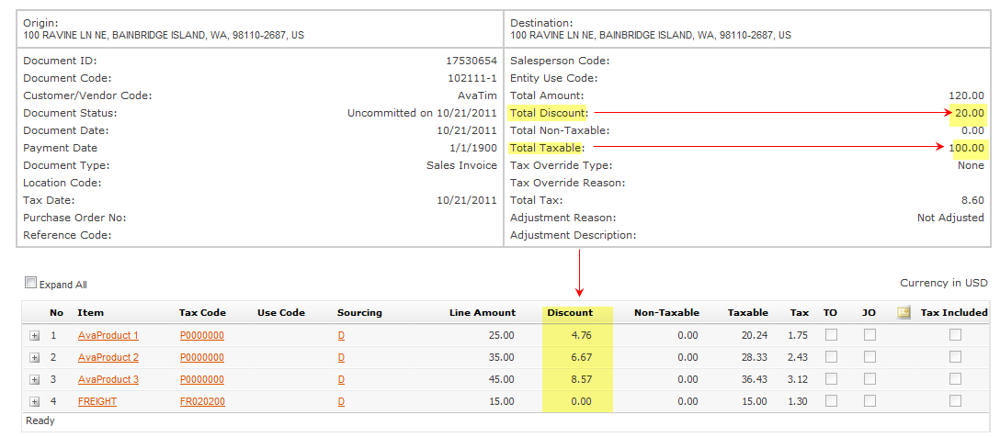 Origin:
100 RAVINE LN NE, BAINBRIDGE ISLAND, WA, 98110-2687, US
Destination:
100 RAVINE LN NE, BAINBRIDGE ISLAND, WA, 98110-2687, US
Document ID: 17530654
Document Code: 102111-1
Customer/Vendor Code: AvaTim
Document Status: Uncommitted on 10/21/2011
Document Date: 10/21/2011
Payment Date 1/1/1900
Document Type: Sales Invoice
Location Code:
Tax Date: 10/21/2011
Purchase Order No:
Reference Code:
Salesperson Code:
Entity Use Code:
Total Amount: 120.00
Total Discount: 20.00
Total Non-Taxable: 0.00
Total Taxable: 100.00
Tax Override Type: None
Tax Override Reason:
Total Tax: 8.60
Adjustment Reason: Not Adjusted
Adjustment Description:
Expand All Currency in USD
No Item Tax Code Use Code Sourcing Line Amount Discount Non-Taxable Taxable Tax TO JO Tax Included
1 AvaProduct 1 P0000000 D 25.00 4.76 0.00 20.24 1.75
2 AvaProduct 2 P0000000 D 35.00 6.67 0.00 28.33 2.43
3 AvaProduct 3 P0000000 D 45.00 8.57 0.00 36.43 3.12
4 FREIGHT FR020200 D 15.00 0.00 0.00 15.00 1.30
Ready